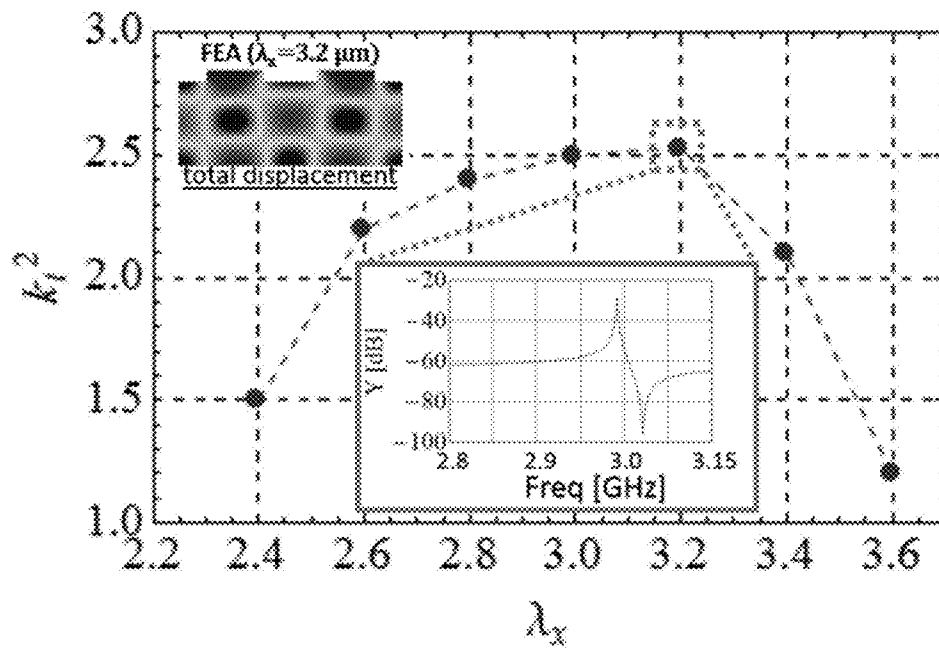 3.0
FEA (λₓ=3.2 μm)
total displacement
2.5
2.0
1.5
1.0
k_t²
-20
-40
-60
-80
-100
Y [dB]
2.8 2.9 3.0 3.15
Freq [GHz]
2.2 2.4 2.6 2.8 3.0 3.2 3.4 3.6
λₓ